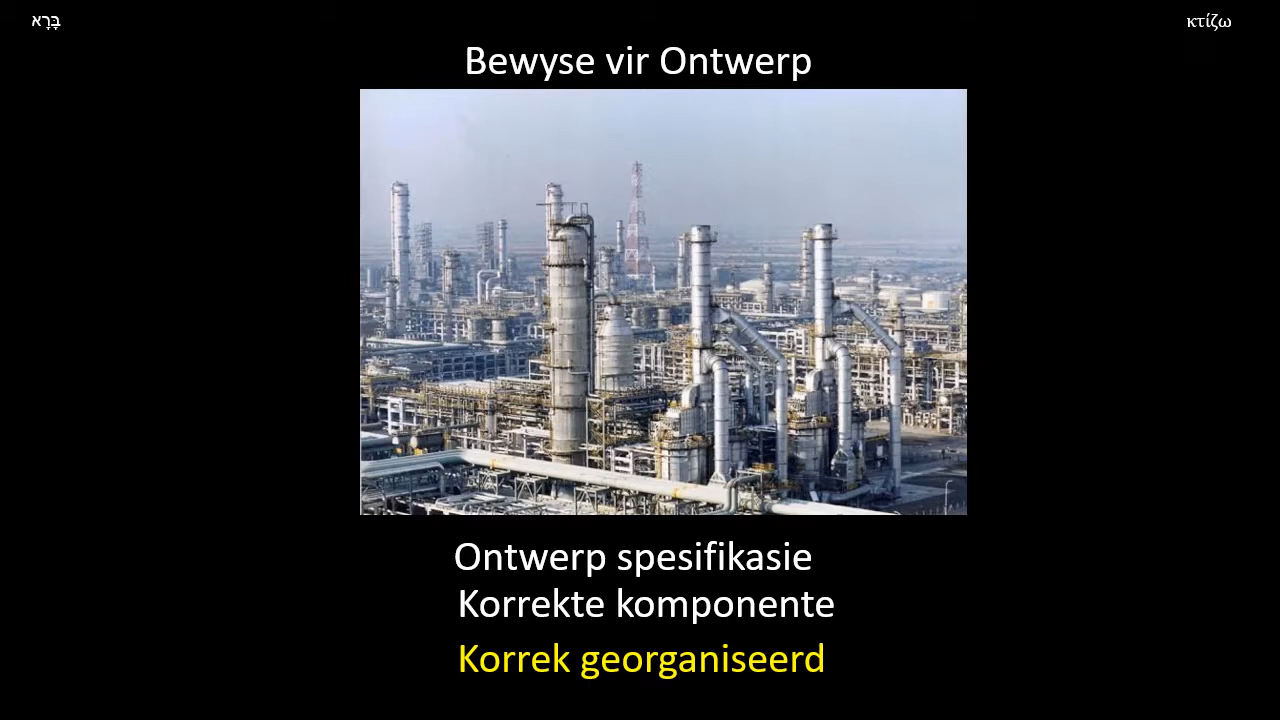 בָּרָא
κτίζω
Bewyse vir Ontwerp
Ontwerp spesifikasie
Korrekte komponente
Korrek georganiseerd